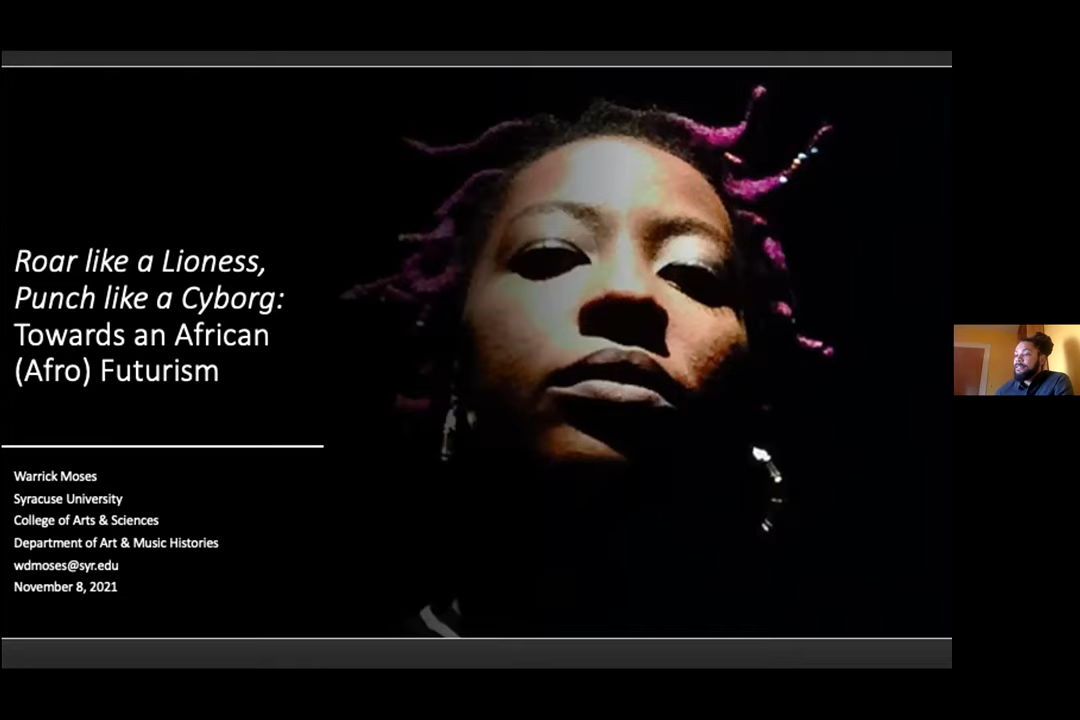 Roar like a Lioness,
Punch like a Cyborg:
Towards an African
(Afro) Futurism
Warrick Moses
Syracuse University
College of Arts & Sciences
Department of Art & Music Histories
wdmoses@syr.edu
November 8, 2021